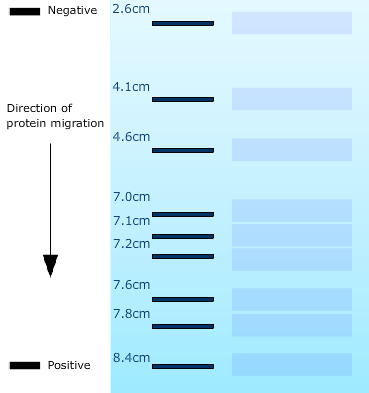 2.6cm
Negative
4.1cm
Direction of
protein migration
4.6cm
7.0cm
7.1cm
7.2cm
7.6cm
7.8cm
8.4cm
Positive